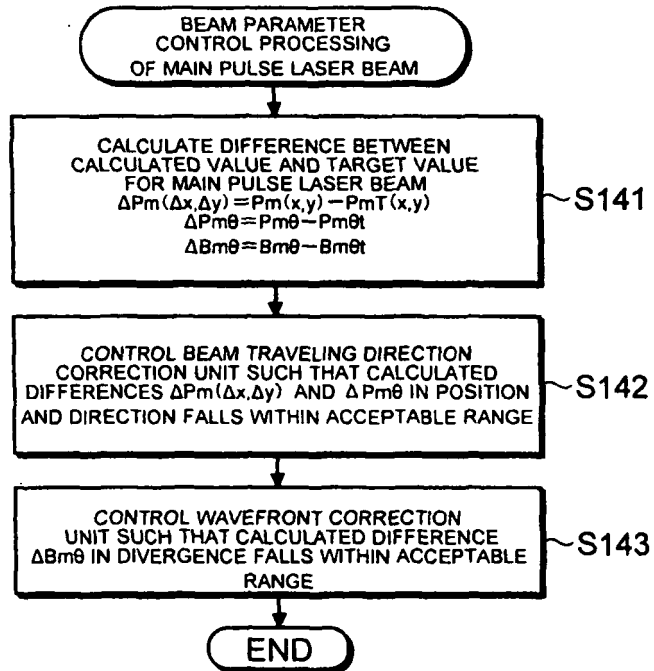 BEAM PARAMETER
CONTROL PROCESSING
OF MAIN PULSE LASER BEAM
CALCULATE DIFFERENCE BETWEEN
CALCULATED VALUE AND TARGET VALUE
FOR MAIN PULSE LASER BEAM
ΔPm(Δx,Δy)=Pm(x,y)−PmT(x,y)
ΔPmθ=Pmθ−Pmθt
ΔBmθ=Bmθ−Bmθt
S141
CONTROL BEAM TRAVELING DIRECTION
CORRECTION UNIT SUCH THAT CALCULATED
DIFFERENCES ΔPm(Δx,Δy) AND ΔPmθ IN POSITION
AND DIRECTION FALLS WITHIN ACCEPTABLE RANGE
S142
CONTROL WAVEFRONT CORRECTION
UNIT SUCH THAT CALCULATED DIFFERENCE
ΔBmθ IN DIVERGENCE FALLS WITHIN ACCEPTABLE
RANGE
S143
END